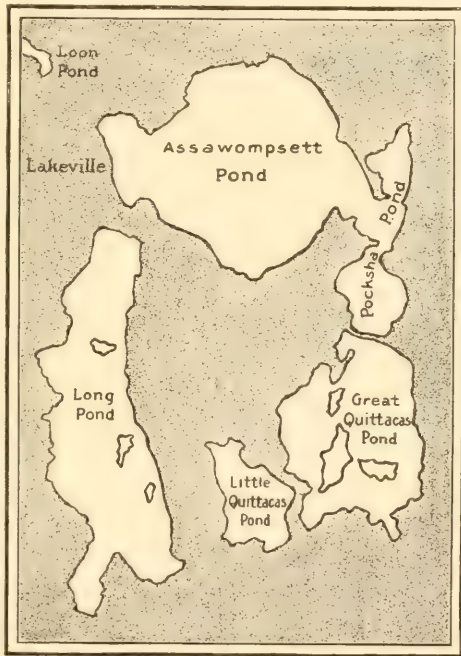 Loon
Pond
Assawompsett
Pond
Lakeville
Pocksha
Pond
Long
Pond
Great
Quittacas
Pond
Little
Quittacas
Pond